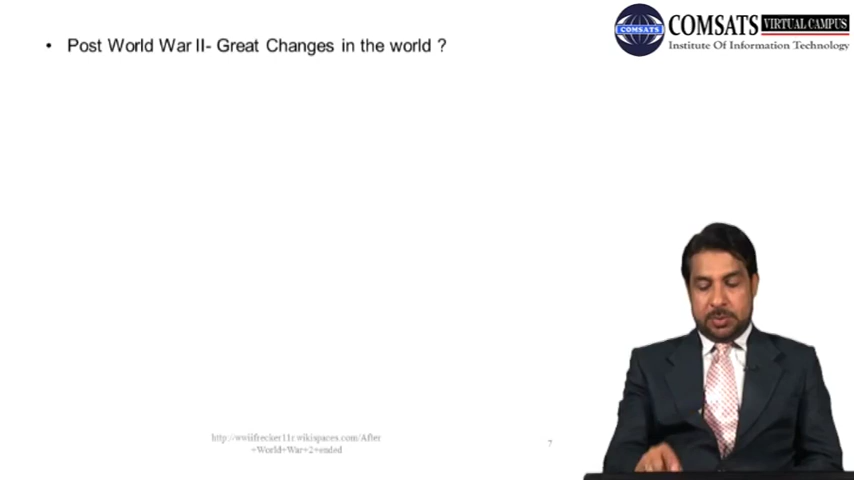 • Post World War II- Great Changes in the world ?
COMSATS VIRTUAL CAMPUS
Institute Of Information Technology
COMSATS
http://wwiifrecker11r.wikispaces.com/After
+World+War+2+ended
7